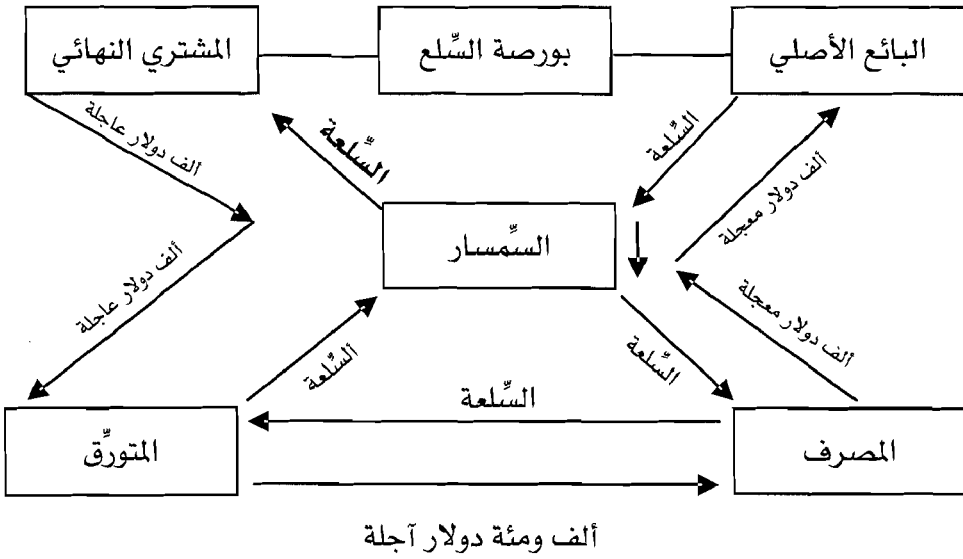 البائع الأصلي
بورصة السِّلع
المشتري النهائي
السِّلعة
ألف دولار معجلة
السِّلعة
ألف دولار عاجلة
السِّمسار
ألف دولار معجلة
السِّلعة
السِّلعة
ألف دولار عاجلة
المصرف
السِّلعة
المتورِّق
ألف ومئة دولار آجلة